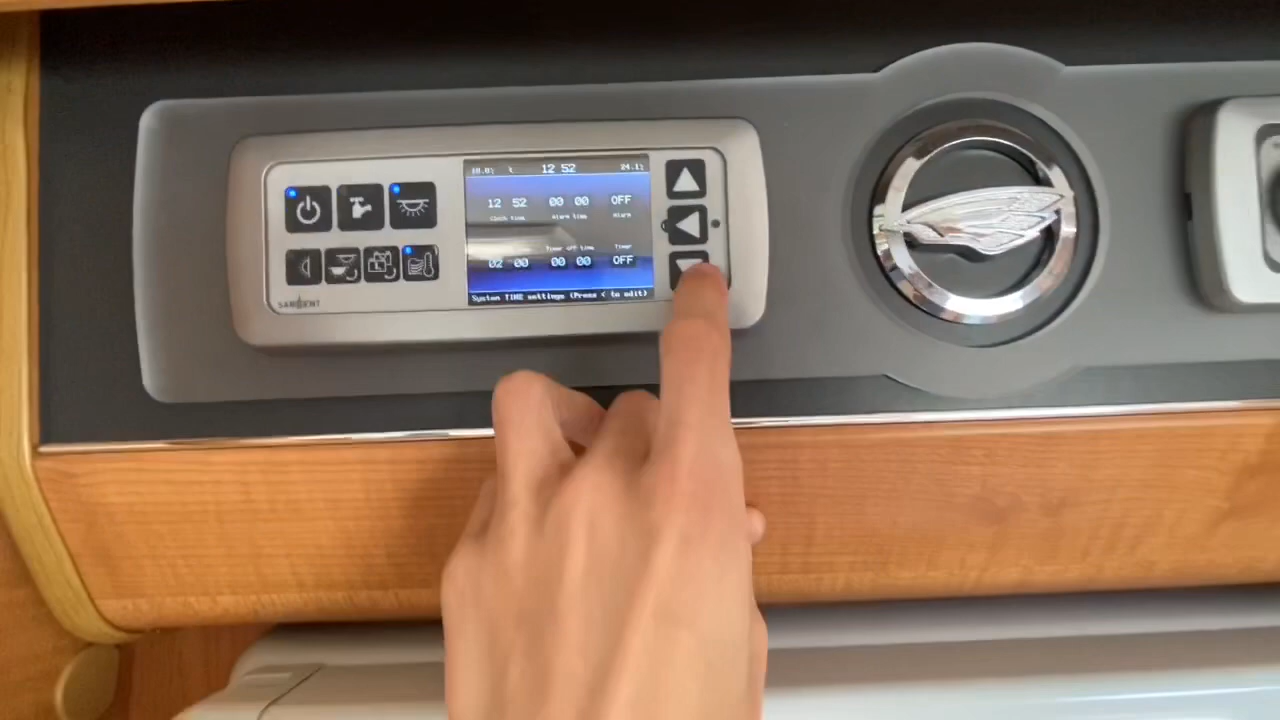 12 52 24.1
12 52 00 00 OFF
Clock time Alarm time Alarm
Timer off time Timer
02 00 00 00 OFF
System TIME settings (Press < to edit)
SARGENT